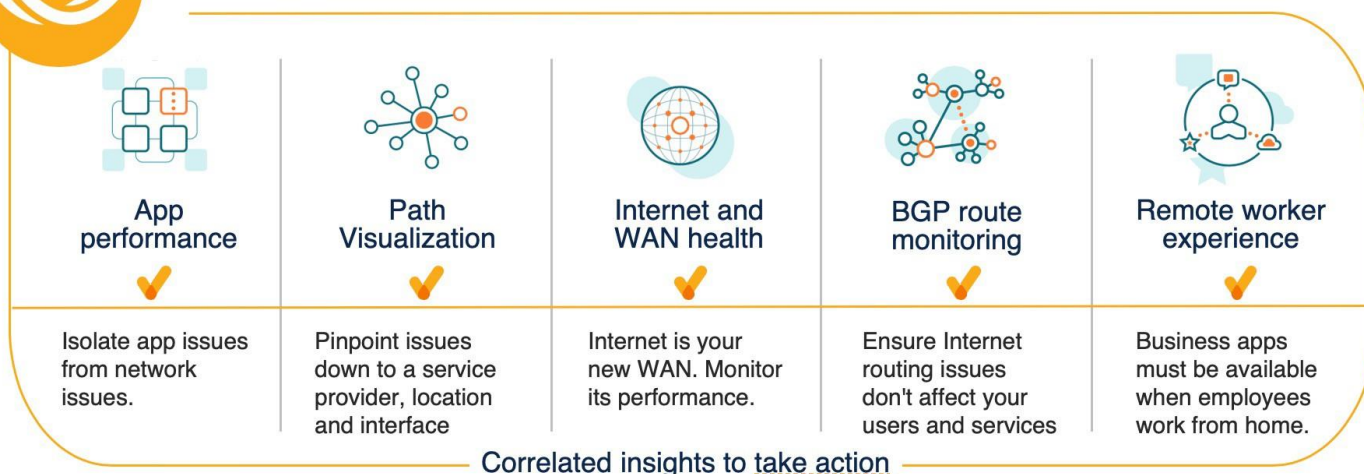 App
performance
Path
Visualization
Internet and
WAN health
BGP route
monitoring
Remote worker
experience
Isolate app issues
from network
issues.
Pinpoint issues
down to a service
provider, location
and interface
Internet is your
new WAN. Monitor
its performance.
Ensure Internet
routing issues
don't affect your
users and services
Business apps
must be available
when employees
work from home.
Correlated insights to take action